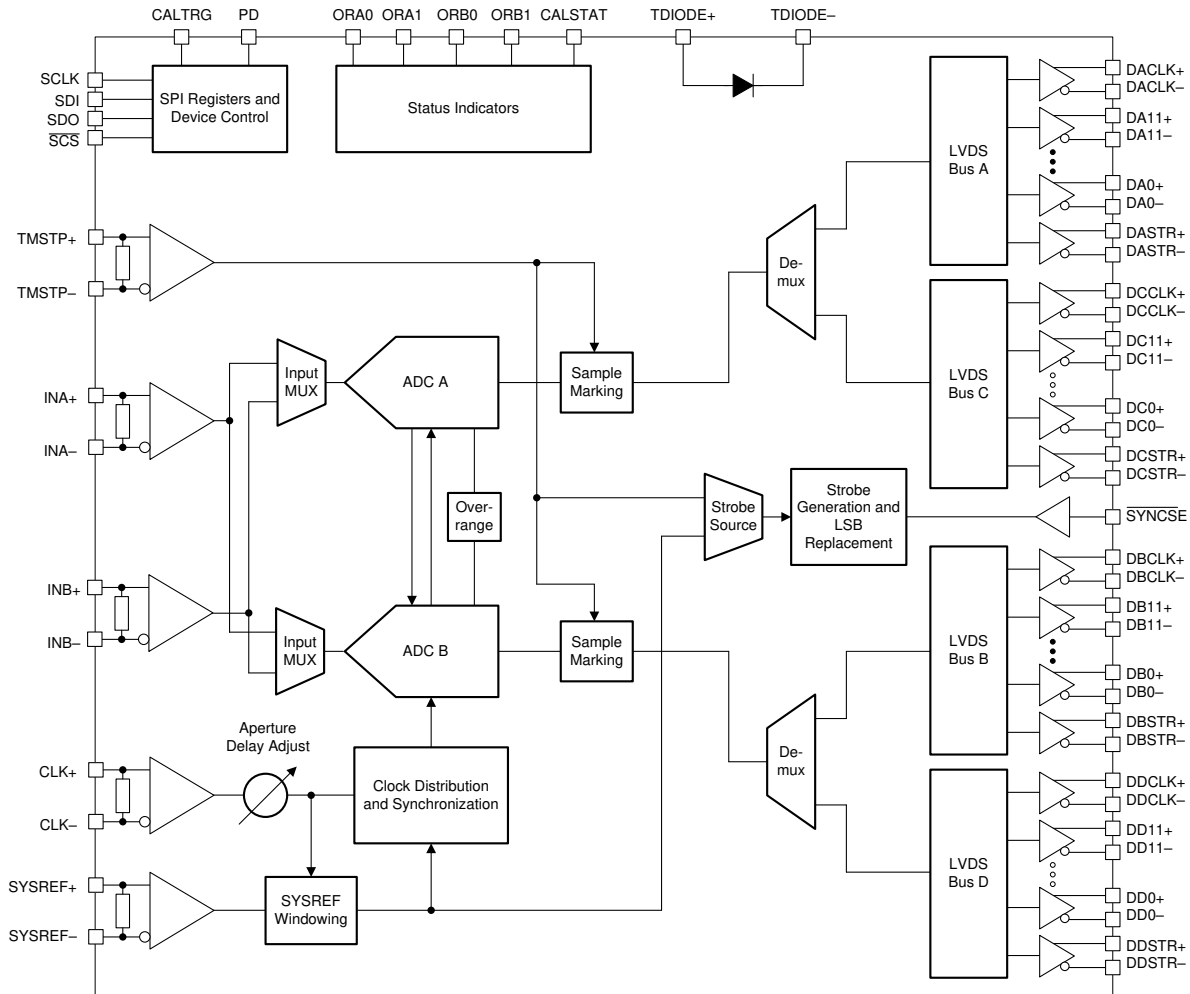 CALTRG
PD
ORA0
ORA1
ORB0
ORB1
CALSTAT
TDIODE+
TDIODE–
SCLK
SDI
SDO
SCS
SPI Registers and
Device Control
Status Indicators
LVDS
Bus A
DACLK+
DACLK–
DA11+
DA11–
DA0+
DA0–
DASTR+
DASTR–
TMSTP+
TMSTP–
De-
mux
INA+
INA–
Input
MUX
ADC A
Sample
Marking
LVDS
Bus C
DCCLK+
DCCLK–
DC11+
DC11–
DC0+
DC0–
DCSTR+
DCSTR–
Over-
range
Strobe
Source
Strobe
Generation and
LSB
Replacement
SYNCSE
INB+
INB–
Input
MUX
ADC B
Sample
Marking
LVDS
Bus B
DBCLK+
DBCLK–
DB11+
DB11–
DB0+
DB0–
DBSTR+
DBSTR–
Aperture
Delay Adjust
CLK+
CLK–
Clock Distribution
and Synchronization
De-
mux
SYSREF+
SYSREF–
SYSREF
Windowing
LVDS
Bus D
DDCLK+
DDCLK–
DD11+
DD11–
DD0+
DD0–
DDSTR+
DDSTR–